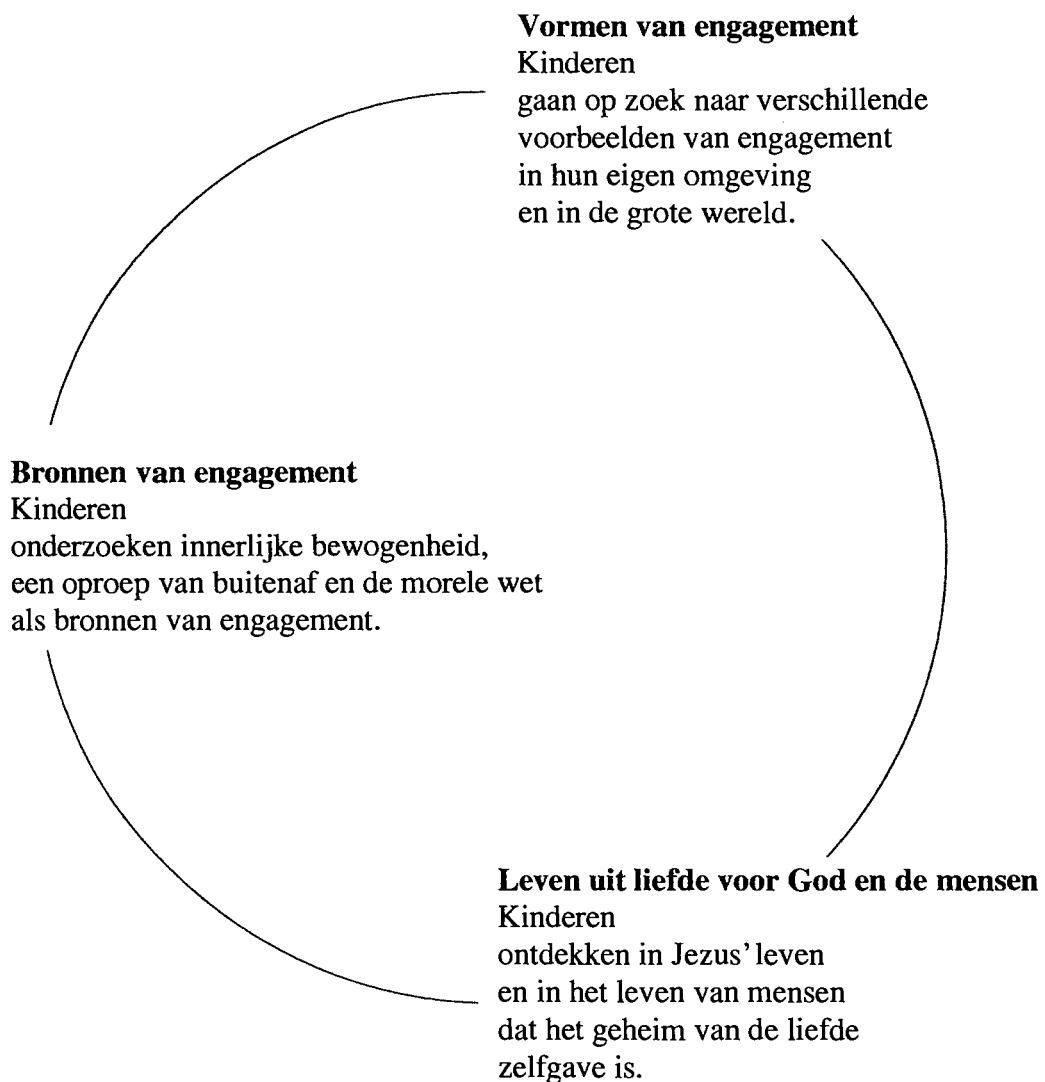 Vormen van engagement
Kinderen
gaan op zoek naar verschillende
voorbeelden van engagement
in hun eigen omgeving
en in de grote wereld.
Bronnen van engagement
Kinderen
onderzoeken innerlijke bewogenheid,
een oproep van buitenaf en de morele wet
als bronnen van engagement.
Leven uit liefde voor God en de mensen
Kinderen
ontdekken in Jezus' leven
en in het leven van mensen
dat het geheim van de liefde
zelfgave is.